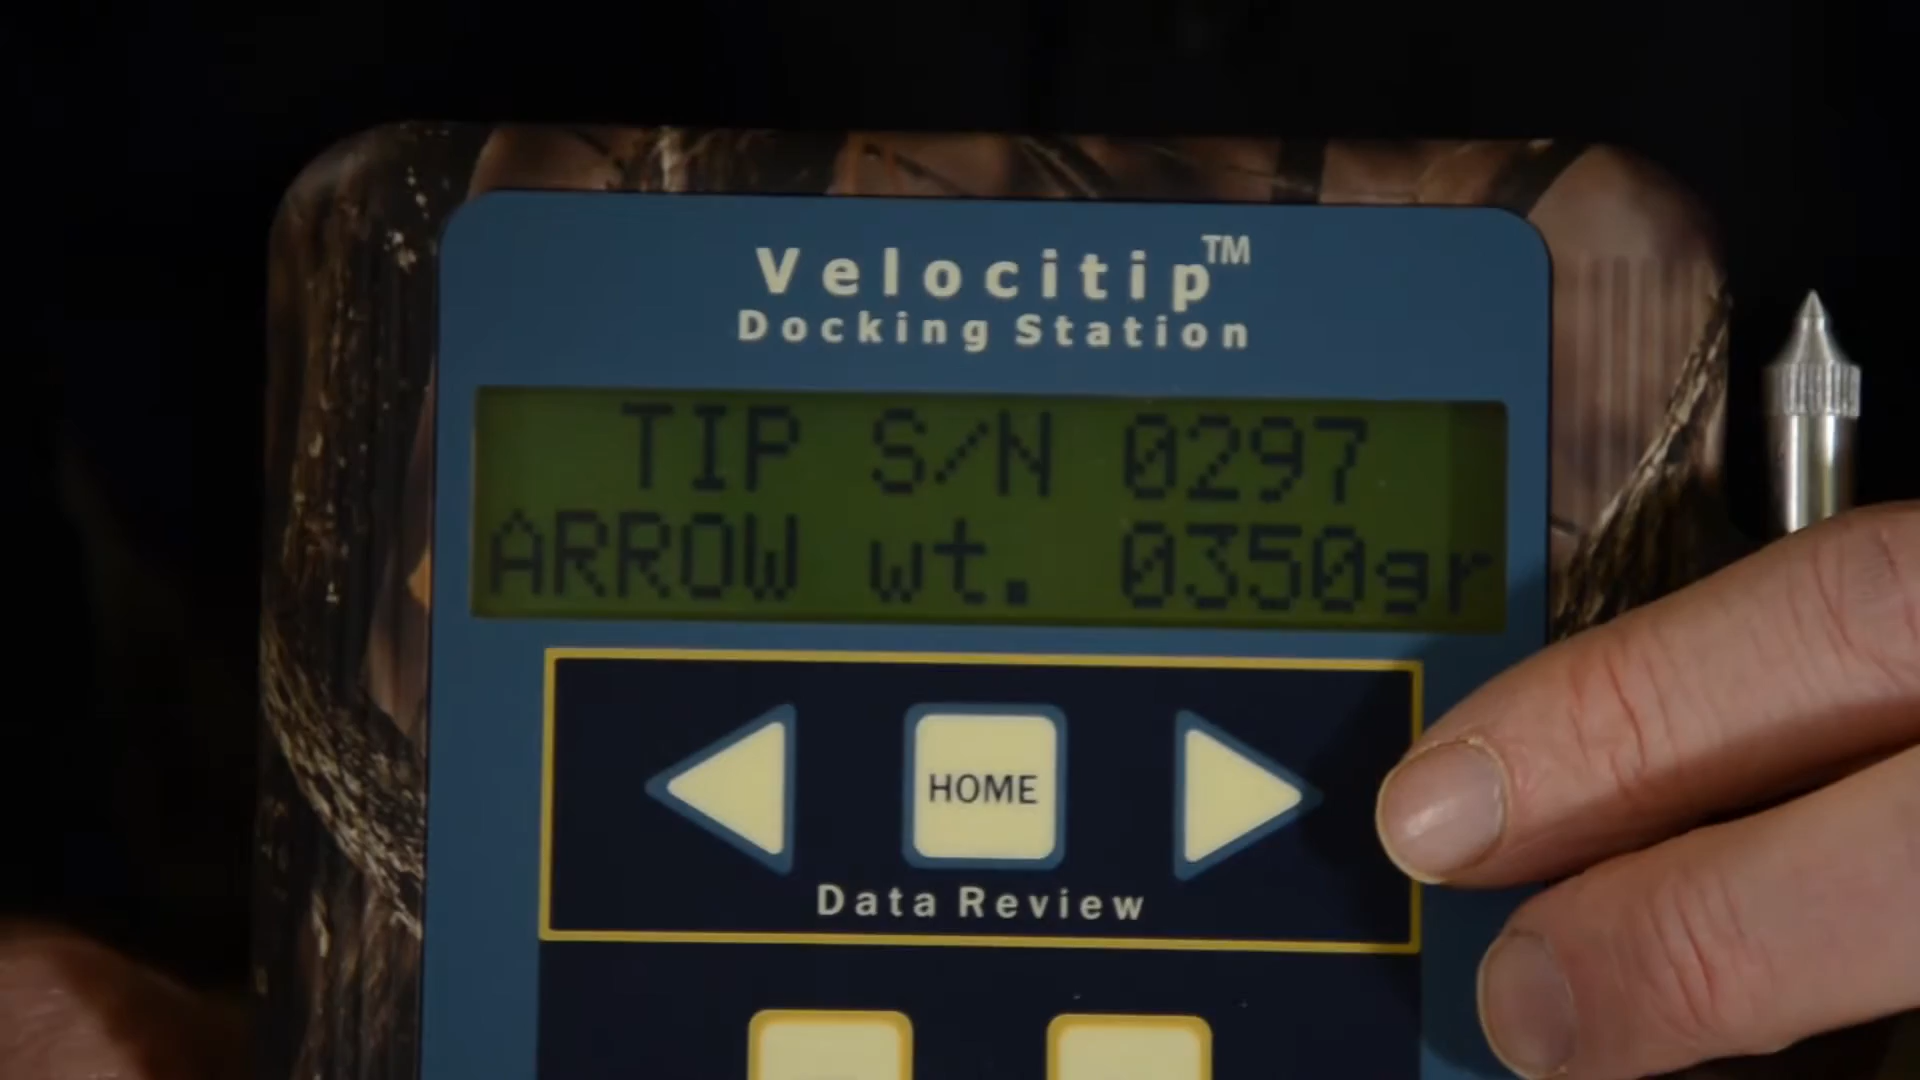 Velocitip™
Docking Station
TIP S/N 0297
ARROW wt. 0350gr
HOME
Data Review